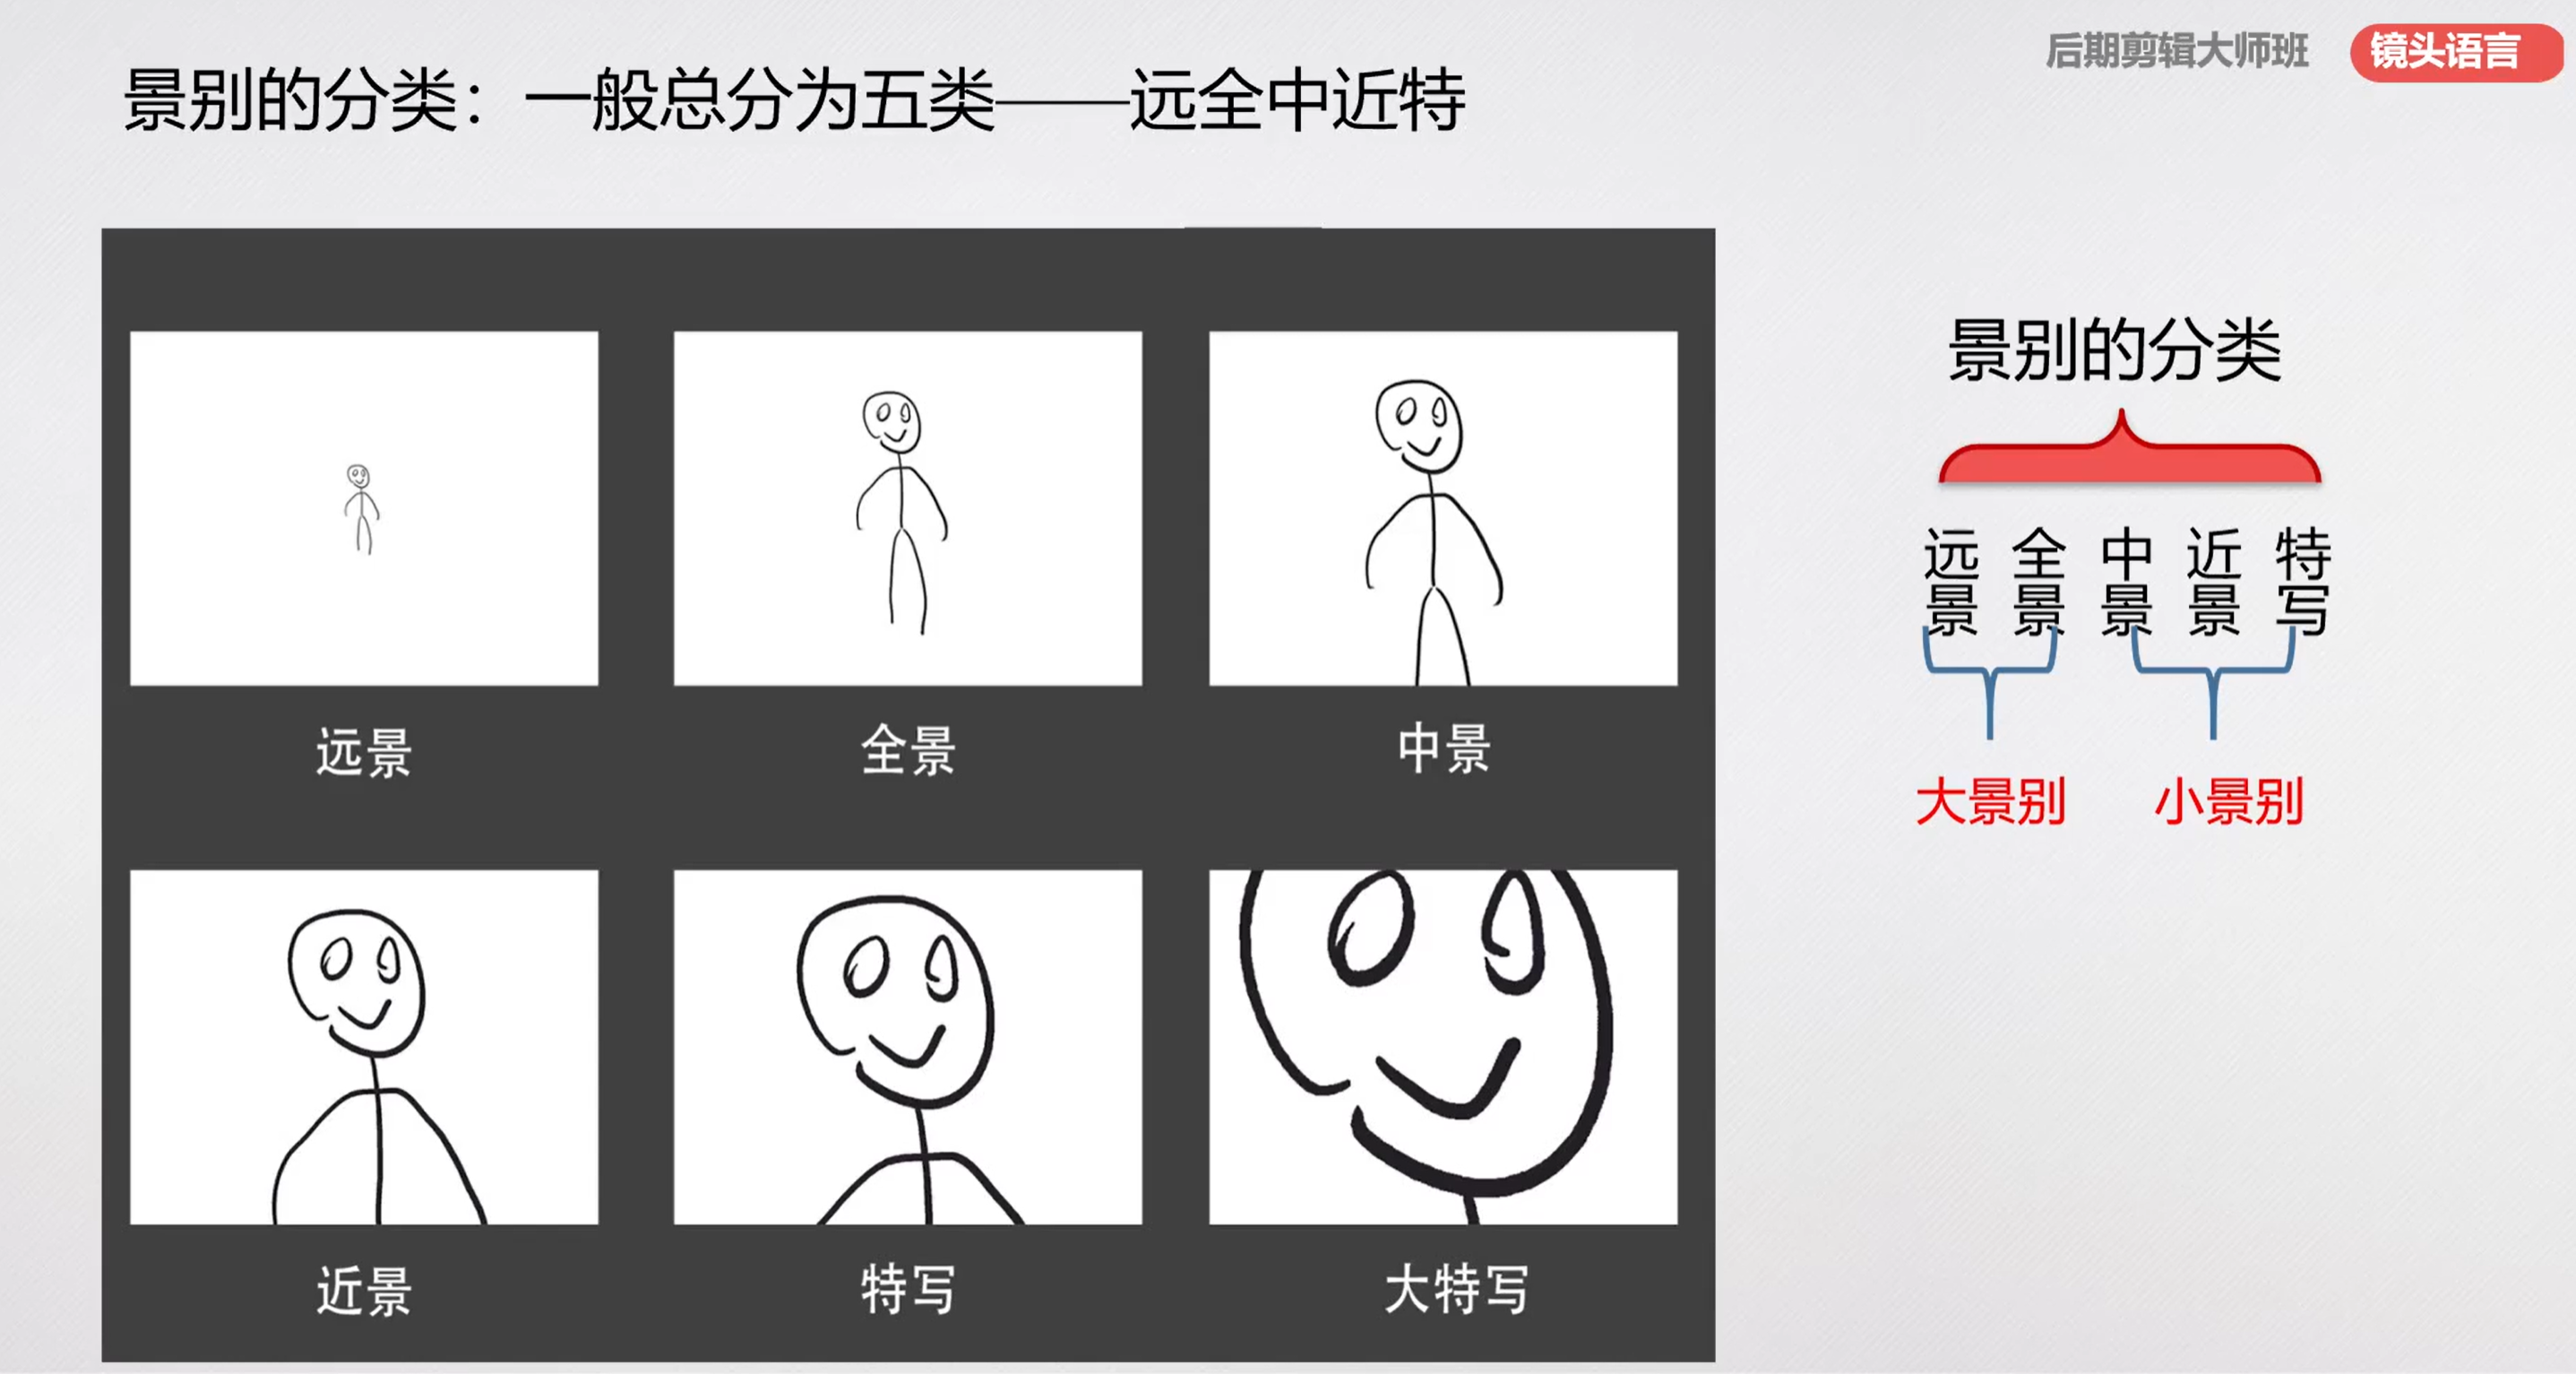 后期剪辑大师班
镜头语言
景别的分类：一般总分为五类——远全中近特
远景
全景
中景
近景
特写
大特写
景别的分类
远景
全景
中景
近景
特写
大景别
小景别